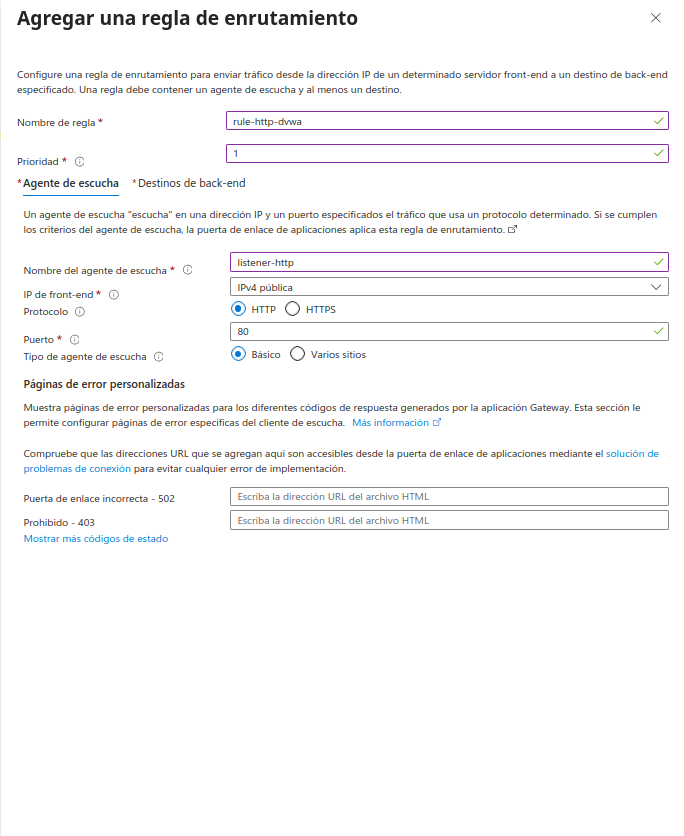 Agregar una regla de enrutamiento
Configure una regla de enrutamiento para enviar tráfico desde la dirección IP de un determinado servidor front-end a un destino de back-end
especificado. Una regla debe contener un agente de escucha y al menos un destino.
Nombre de regla *
rule-http-dvwa
Prioridad *
1
*Agente de escucha
*Destinos de back-end
Un agente de escucha "escucha" en una dirección IP y un puerto especificados el tráfico que usa un protocolo determinado. Si se cumplen
los criterios del agente de escucha, la puerta de enlace de aplicaciones aplica esta regla de enrutamiento.
Nombre del agente de escucha *
listener-http
IP de front-end *
IPv4 pública
Protocolo
HTTP
HTTPS
Puerto *
80
Tipo de agente de escucha
Básico
Varios sitios
Páginas de error personalizadas
Muestra páginas de error personalizadas para los diferentes códigos de respuesta generados por la aplicación Gateway. Esta sección le
permite configurar páginas de error específicas del cliente de escucha. Más información
Compruebe que las direcciones URL que se agregan aquí son accesibles desde la puerta de enlace de aplicaciones mediante el solución de
problemas de conexión para evitar cualquier error de implementación.
Puerta de enlace incorrecta - 502
Escriba la dirección URL del archivo HTML
Prohibido - 403
Escriba la dirección URL del archivo HTML
Mostrar más códigos de estado